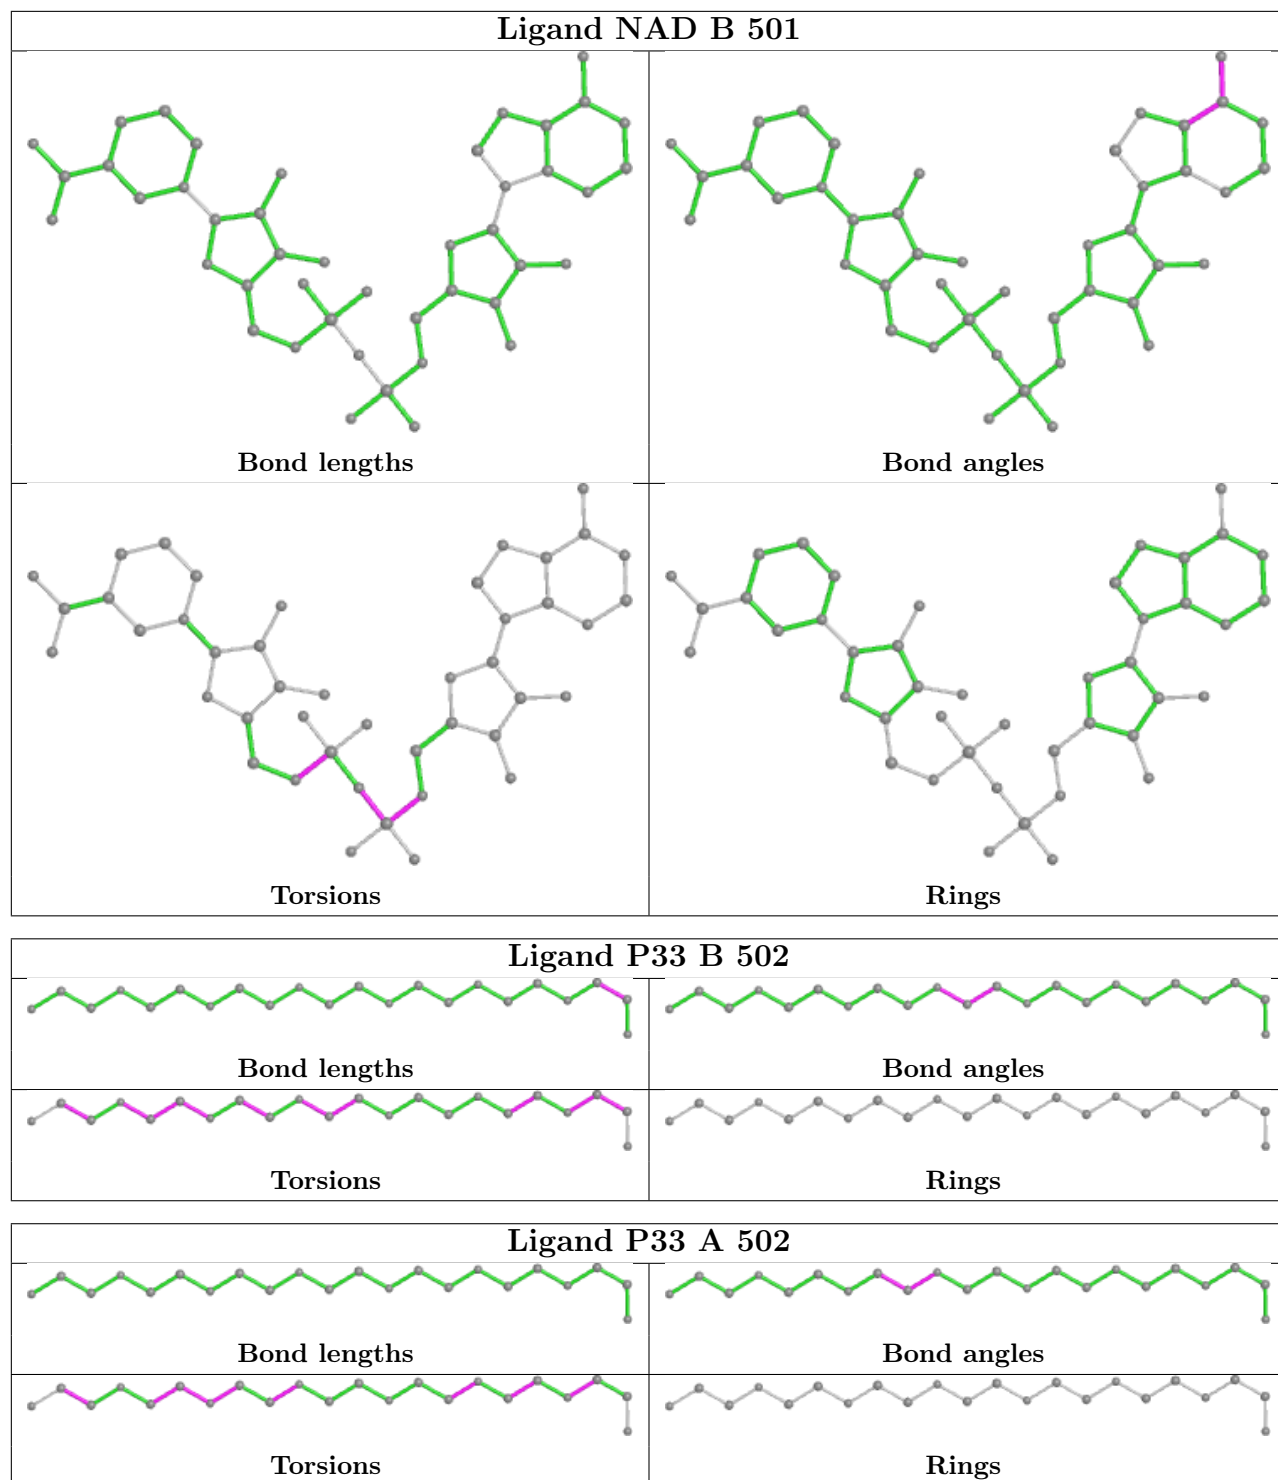 Ligand NAD B 501
Bond lengths
Bond angles
Torsions
Rings
Ligand P33 B 502
Bond lengths
Bond angles
Torsions
Rings
Ligand P33 A 502
Bond lengths
Bond angles
Torsions
Rings